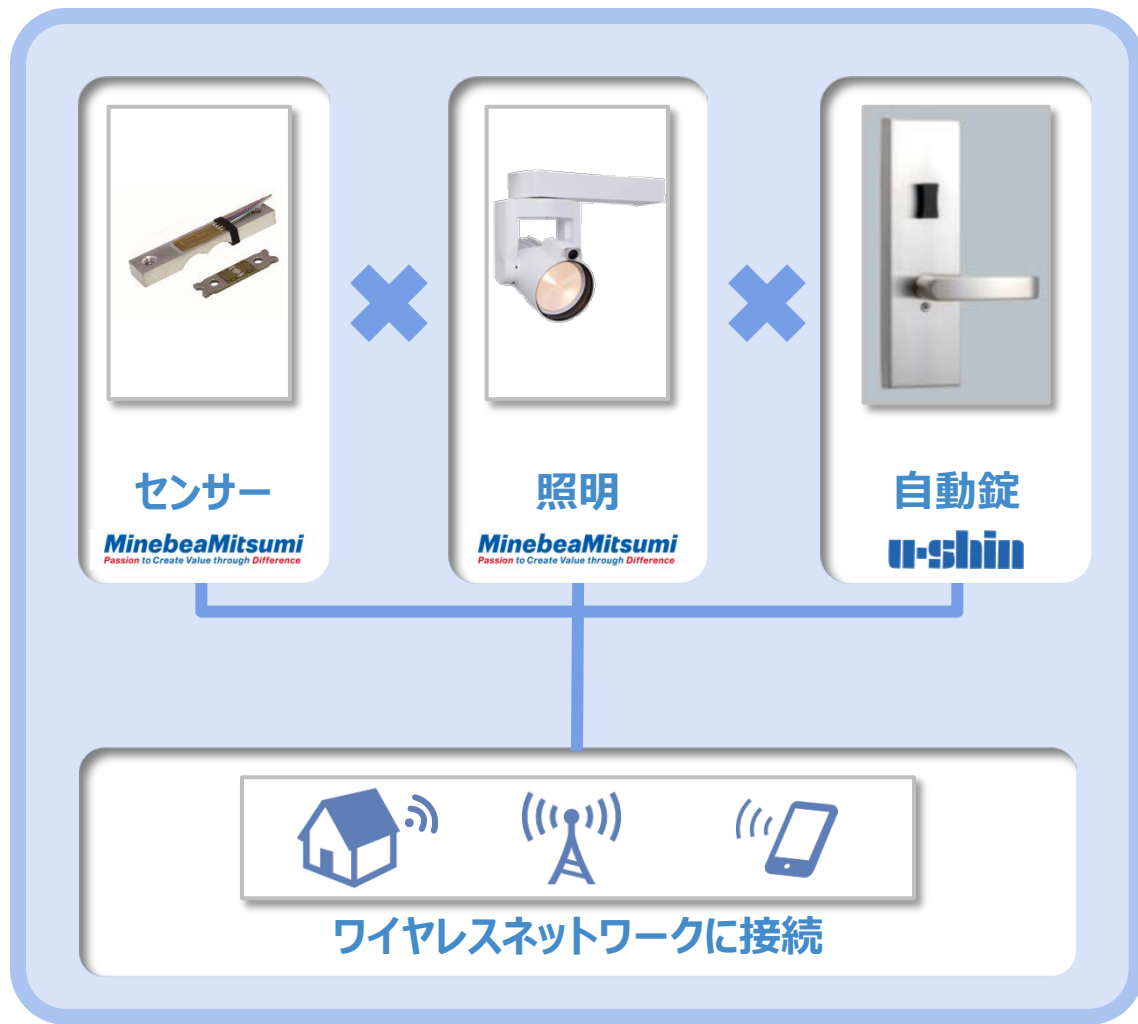 センサー
MinebeaMitsumi
Passion to Create Value through Difference
照明
MinebeaMitsumi
Passion to Create Value through Difference
自動錠
u-shin
ワイヤレスネットワークに接続